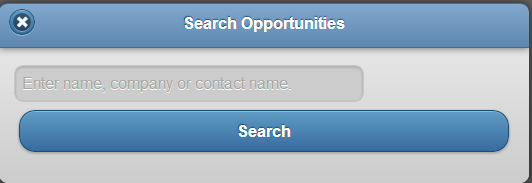 Search Opportunities
Enter name, company or contact name.
Search